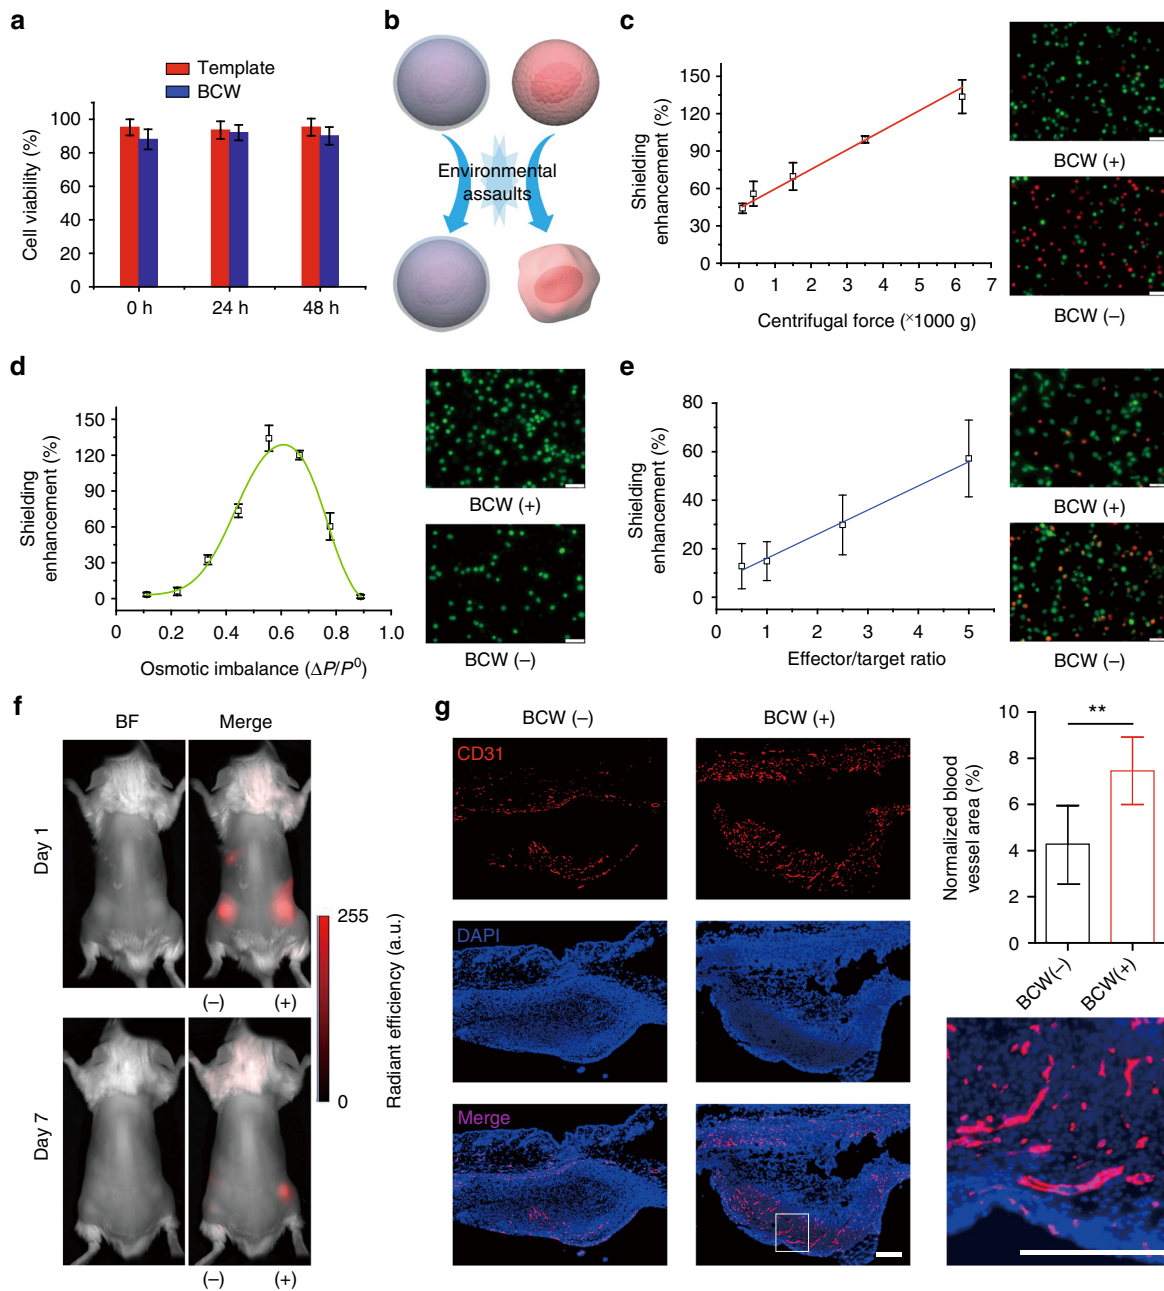 a
Template
BCW
Cell viability (%)
100
80
60
40
20
0
0 h
24 h
48 h
b
Environmental
assaults
c
Shielding
enhancement (%)
150
120
90
60
30
0
0 1 2 3 4 5 6 7
Centrifugal force (×1000 g)
BCW (+)
BCW (–)
d
Shielding
enhancement (%)
150
120
90
60
30
0
0 0.2 0.4 0.6 0.8 1.0
Osmotic imbalance (ΔP/P⁰)
BCW (+)
BCW (–)
e
Shielding
enhancement (%)
80
60
40
20
0
0 1 2 3 4 5
Effector/target ratio
BCW (+)
BCW (–)
f
BF
Merge
Day 1
(–) (+)
Day 7
(–) (+)
255
0
Radiant efficiency (a.u.)
g
BCW (–)
BCW (+)
CD31
DAPI
Merge
Normalized blood
vessel area (%)
10
8
6
4
2
0
**
BCW(–)
BCW(+)